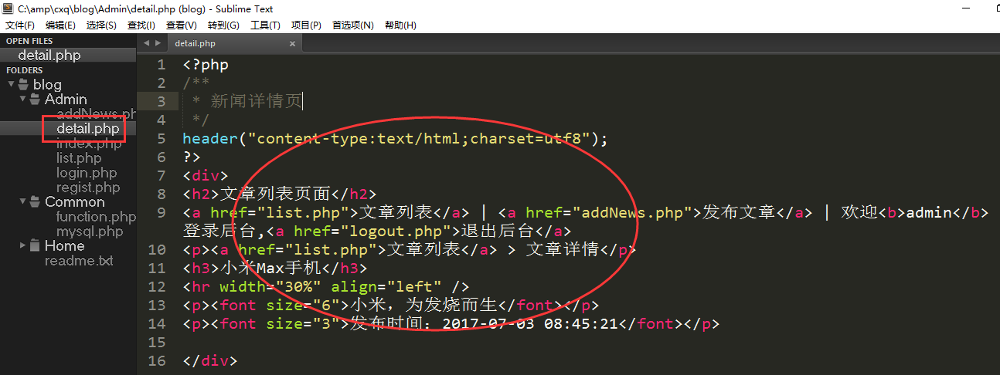 C:\amp\cxq\blog\Admin\detail.php (blog) - Sublime Text
文件(F) 编辑(E) 选择(S) 查找(I) 查看(V) 转到(G) 工具(T) 项目(P) 首选项(N) 帮助(H)
OPEN FILES
detail.php
FOLDERS
blog
Admin
addNews.ph
detail.php
index.php
list.php
login.php
regist.php
Common
function.php
mysql.php
Home
readme.txt
detail.php ×
1 <?php
2 /**
3 * 新闻详情页
4 */
5 header("content-type:text/html;charset=utf8");
6 ?>
7 <div>
8 <h2>文章列表页面</h2>
9 <a href="list.php">文章列表</a> | <a href="addNews.php">发布文章</a> | 欢迎<b>admin</b>
登录后台,<a href="logout.php">退出后台</a>
10 <p><a href="list.php">文章列表</a> > 文章详情</p>
11 <h3>小米Max手机</h3>
12 <hr width="30%" align="left" />
13 <p><font size="6">小米，为发烧而生</font></p>
14 <p><font size="3">发布时间：2017-07-03 08:45:21</font></p>
15
16 </div>